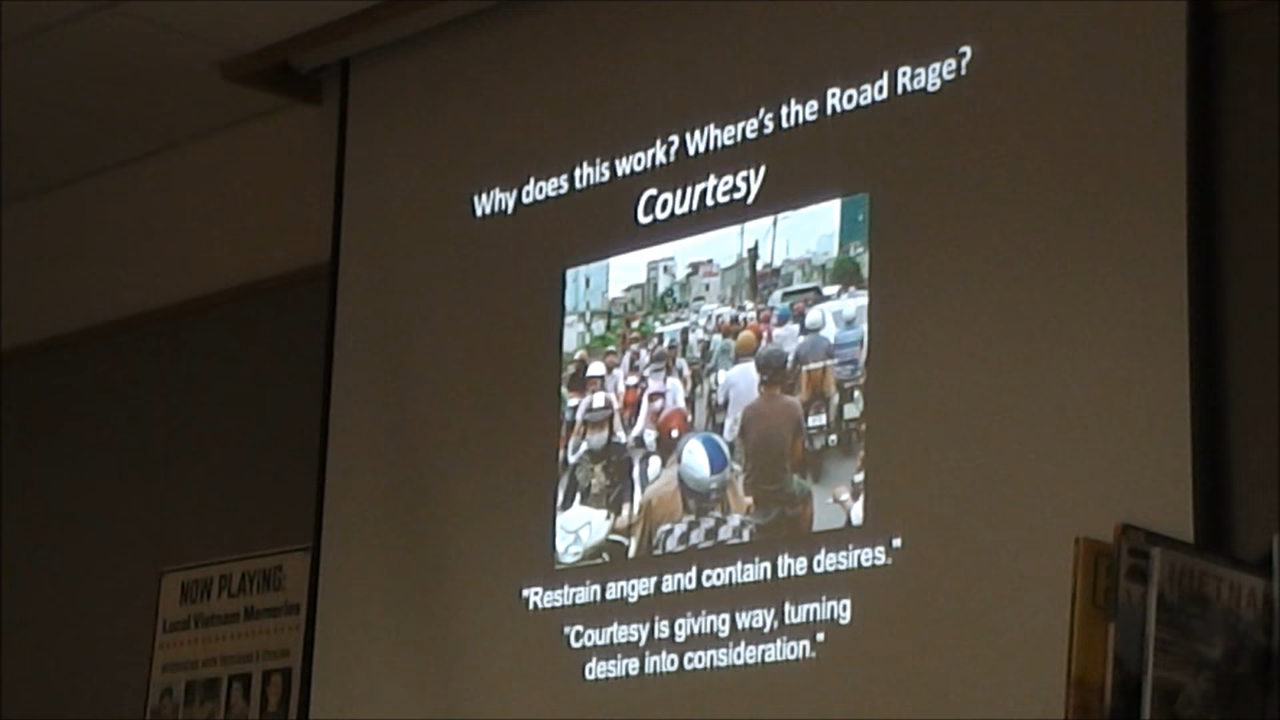 Why does this work? Where's the Road Rage?
Courtesy
"Restrain anger and contain the desires."
"Courtesy is giving way, turning
desire into consideration."
NOW PLAYING:
Local Vietnam Memories
VIETNAM